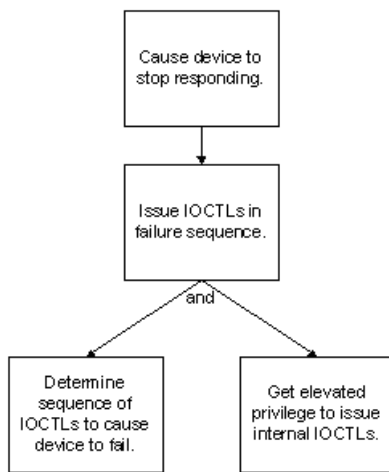 Cause device to
stop responding.
Issue IOCTLs in
failure sequence.
and
Determine
sequence of
IOCTLs to cause
device to fail.
Get elevated
privilege to issue
internal IOCTLs.